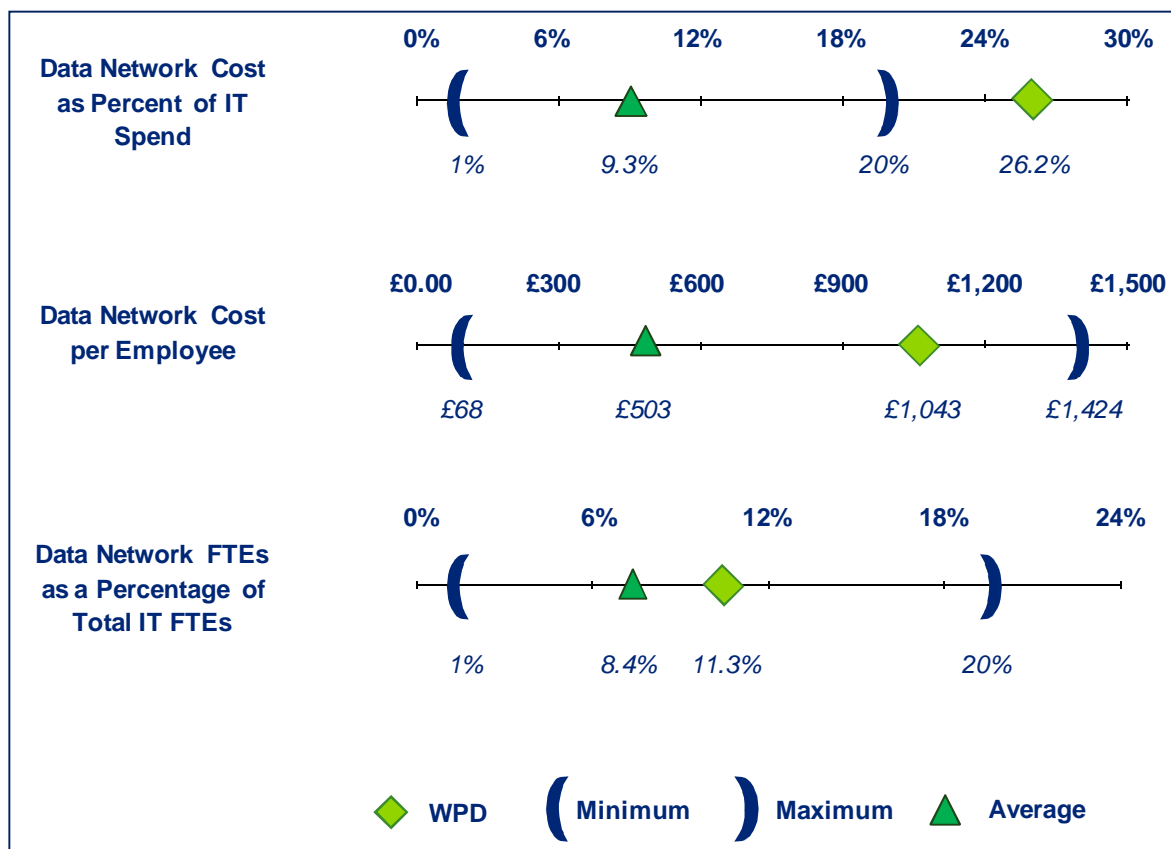 0% 6% 12% 18% 24% 30%
Data Network Cost
as Percent of IT
Spend
1% 9.3% 20% 26.2%
£0.00 £300 £600 £900 £1,200 £1,500
Data Network Cost
per Employee
£68 £503 £1,043 £1,424
0% 6% 12% 18% 24%
Data Network FTEs
as a Percentage of
Total IT FTEs
1% 8.4% 11.3% 20%
WPD Minimum Maximum Average